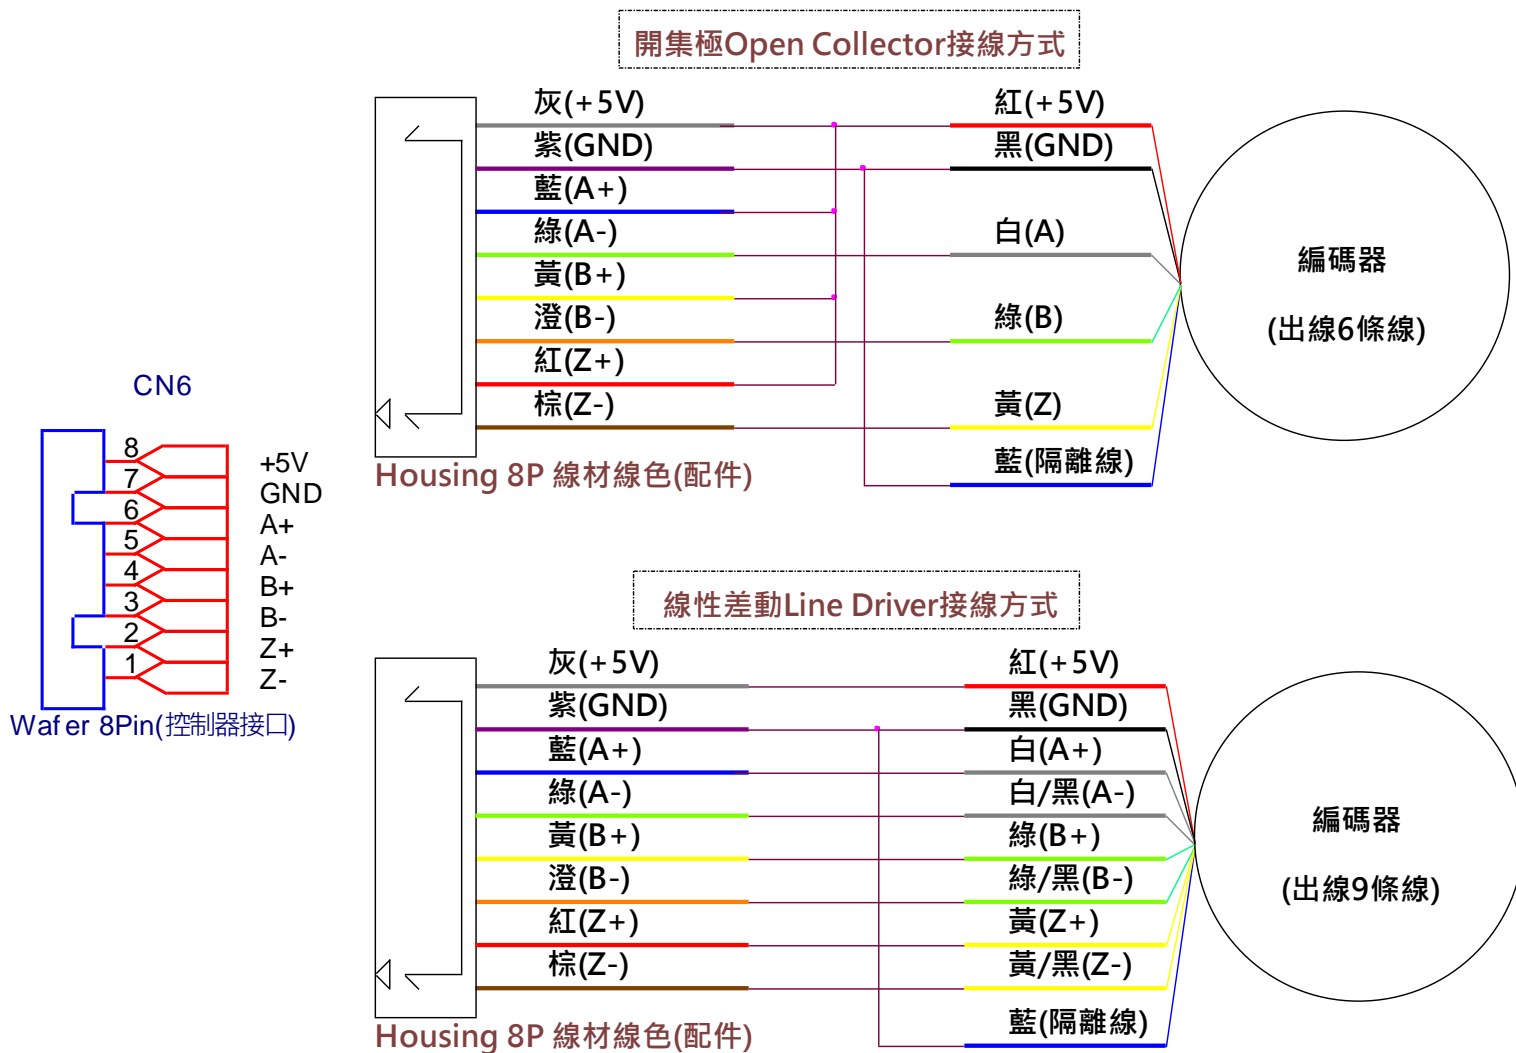 開集極Open Collector接線方式
灰(+5V)
紫(GND)
藍(A+)
綠(A-)
黃(B+)
澄(B-)
紅(Z+)
棕(Z-)
紅(+5V)
黑(GND)
白(A)
綠(B)
黃(Z)
藍(隔離線)
編碼器
(出線6條線)
Housing 8P 線材線色(配件)
CN6
8
7
6
5
4
3
2
1
+5V
GND
A+
A-
B+
B-
Z+
Z-
Wafer 8Pin(控制器接口)
線性差動Line Driver接線方式
灰(+5V)
紫(GND)
藍(A+)
綠(A-)
黃(B+)
澄(B-)
紅(Z+)
棕(Z-)
紅(+5V)
黑(GND)
白(A+)
白/黑(A-)
綠(B+)
綠/黑(B-)
黃(Z+)
黃/黑(Z-)
藍(隔離線)
編碼器
(出線9條線)
Housing 8P 線材線色(配件)